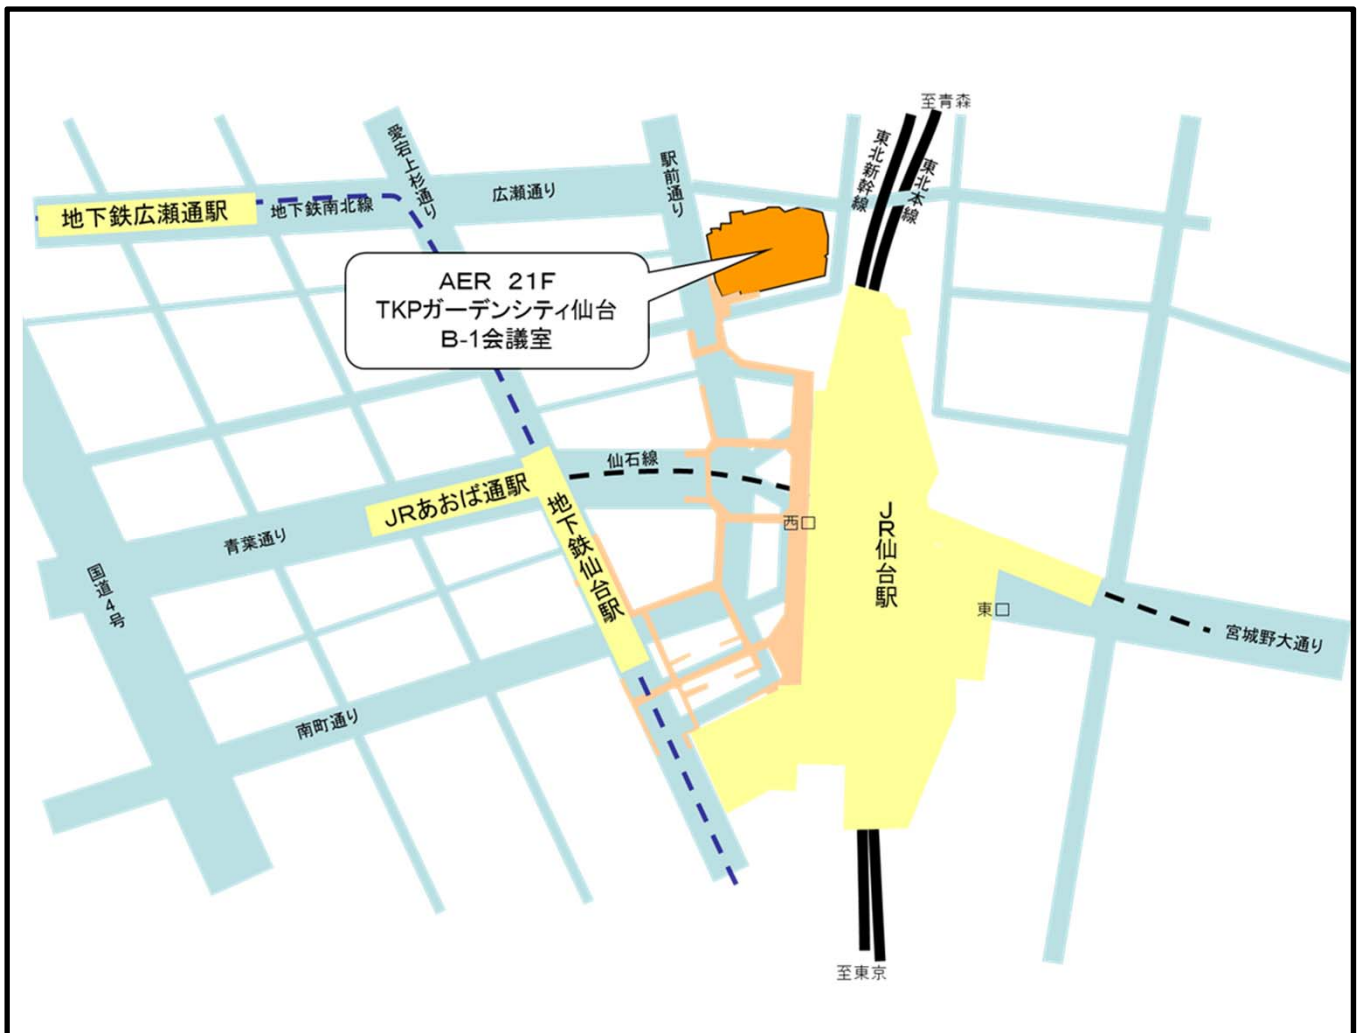 至青森
東北新幹線
東北本線
愛宕上杉通り
駅前通り
広瀬通り
地下鉄広瀬通駅
地下鉄南北線
AER 21F
TKPガーデンシティ仙台
B-1会議室
仙石線
JRあおば通駅
地下鉄仙台駅
青葉通り
西口
JR仙台駅
東口
国道4号
宮城野大通り
南町通り
至東京